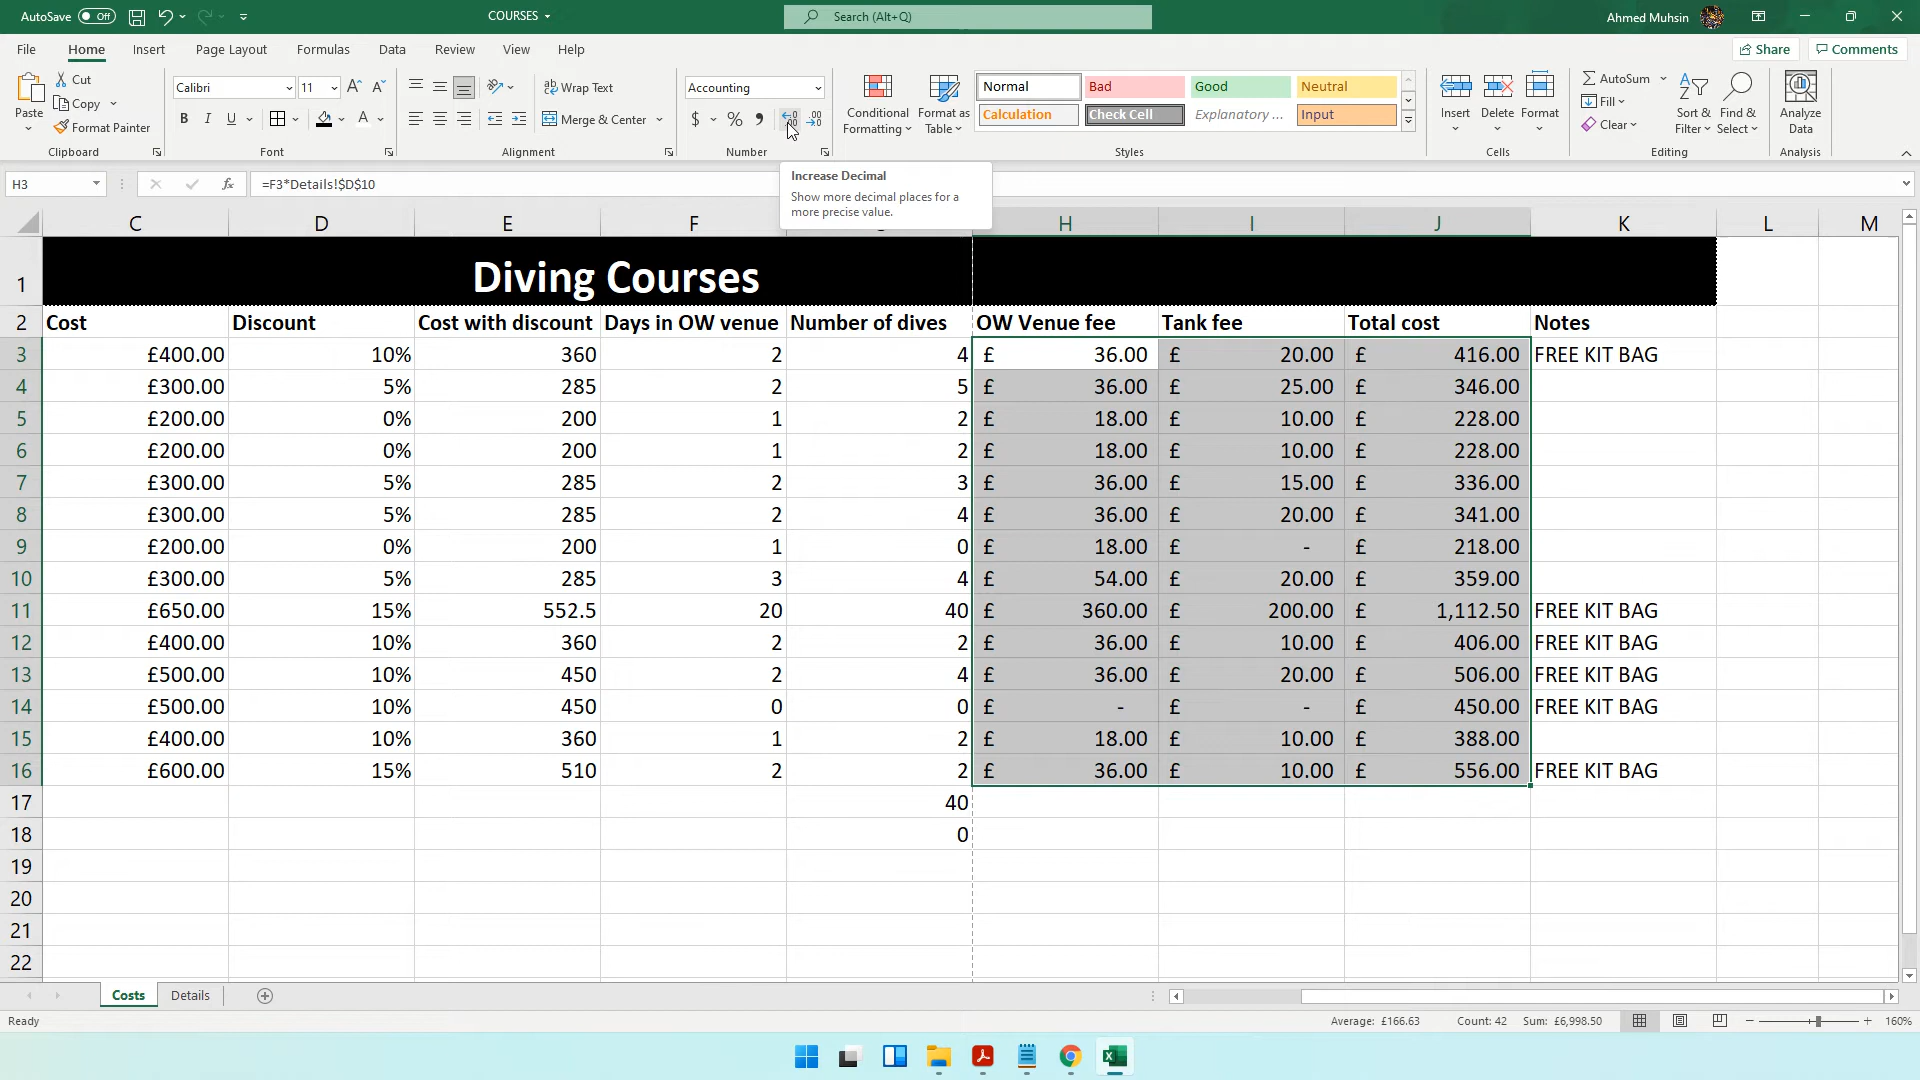 AutoSave Off COURSES Search (Alt+Q) Ahmed Muhsin
File Home Insert Page Layout Formulas Data Review View Help Share Comments
Paste Cut Copy Format Painter Clipboard
Calibri 11 B I U A Font
Wrap Text Merge & Center Alignment
Accounting $ % Number
Conditional Formatting Format as Table
Normal Bad Good Neutral
Calculation Check Cell Explanatory ... Input
Styles
Insert Delete Format Cells
AutoSum Fill Clear Sort & Filter Find & Select Editing
Analyze Data Analysis
H3 fx =F3*Details!$D$10
Increase Decimal
Show more decimal places for a
more precise value.
C D E F H I J K L M
1 Diving Courses
2 Cost Discount Cost with discount Days in OW venue Number of dives OW Venue fee Tank fee Total cost Notes
3 £400.00 10% 360 2 4 £ 36.00 £ 20.00 £ 416.00 FREE KIT BAG
4 £300.00 5% 285 2 5 £ 36.00 £ 25.00 £ 346.00
5 £200.00 0% 200 1 2 £ 18.00 £ 10.00 £ 228.00
6 £200.00 0% 200 1 2 £ 18.00 £ 10.00 £ 228.00
7 £300.00 5% 285 2 3 £ 36.00 £ 15.00 £ 336.00
8 £300.00 5% 285 2 4 £ 36.00 £ 20.00 £ 341.00
9 £200.00 0% 200 1 0 £ 18.00 £ - £ 218.00
10 £300.00 5% 285 3 4 £ 54.00 £ 20.00 £ 359.00
11 £650.00 15% 552.5 20 40 £ 360.00 £ 200.00 £ 1,112.50 FREE KIT BAG
12 £400.00 10% 360 2 2 £ 36.00 £ 10.00 £ 406.00 FREE KIT BAG
13 £500.00 10% 450 2 4 £ 36.00 £ 20.00 £ 506.00 FREE KIT BAG
14 £500.00 10% 450 0 0 £ - £ - £ 450.00 FREE KIT BAG
15 £400.00 10% 360 1 2 £ 18.00 £ 10.00 £ 388.00
16 £600.00 15% 510 2 2 £ 36.00 £ 10.00 £ 556.00 FREE KIT BAG
17 40
18 0
19
20
21
22
Costs Details
Ready Average: £166.63 Count: 42 Sum: £6,998.50 160%